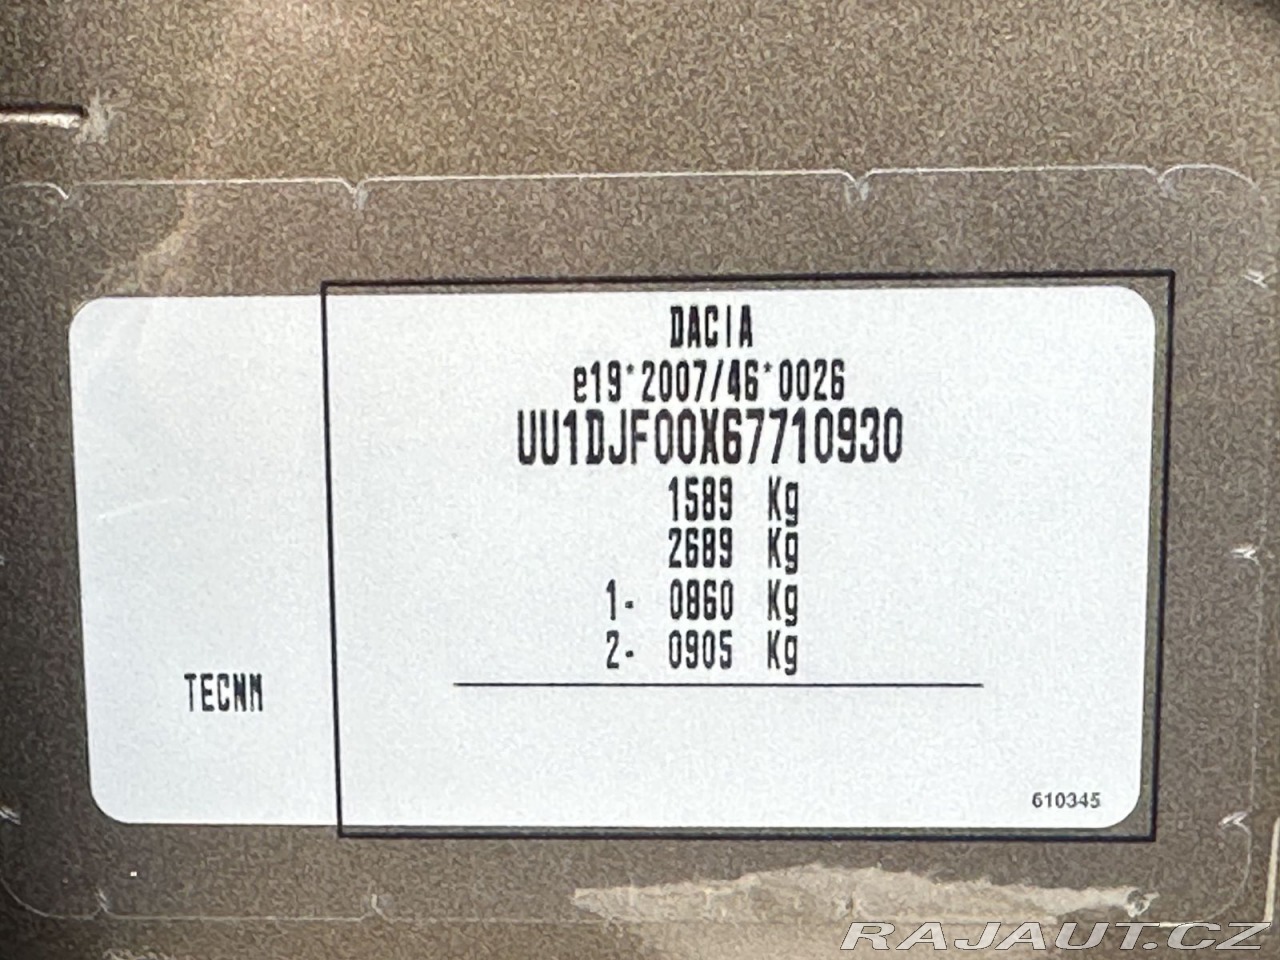 DACIA
e19*2007/46*0026
UU1DJF00X67710930
1589 Kg
2689 Kg
1- 0860 Kg
2- 0905 Kg
TECNM
610345
RAJAUT.CZ